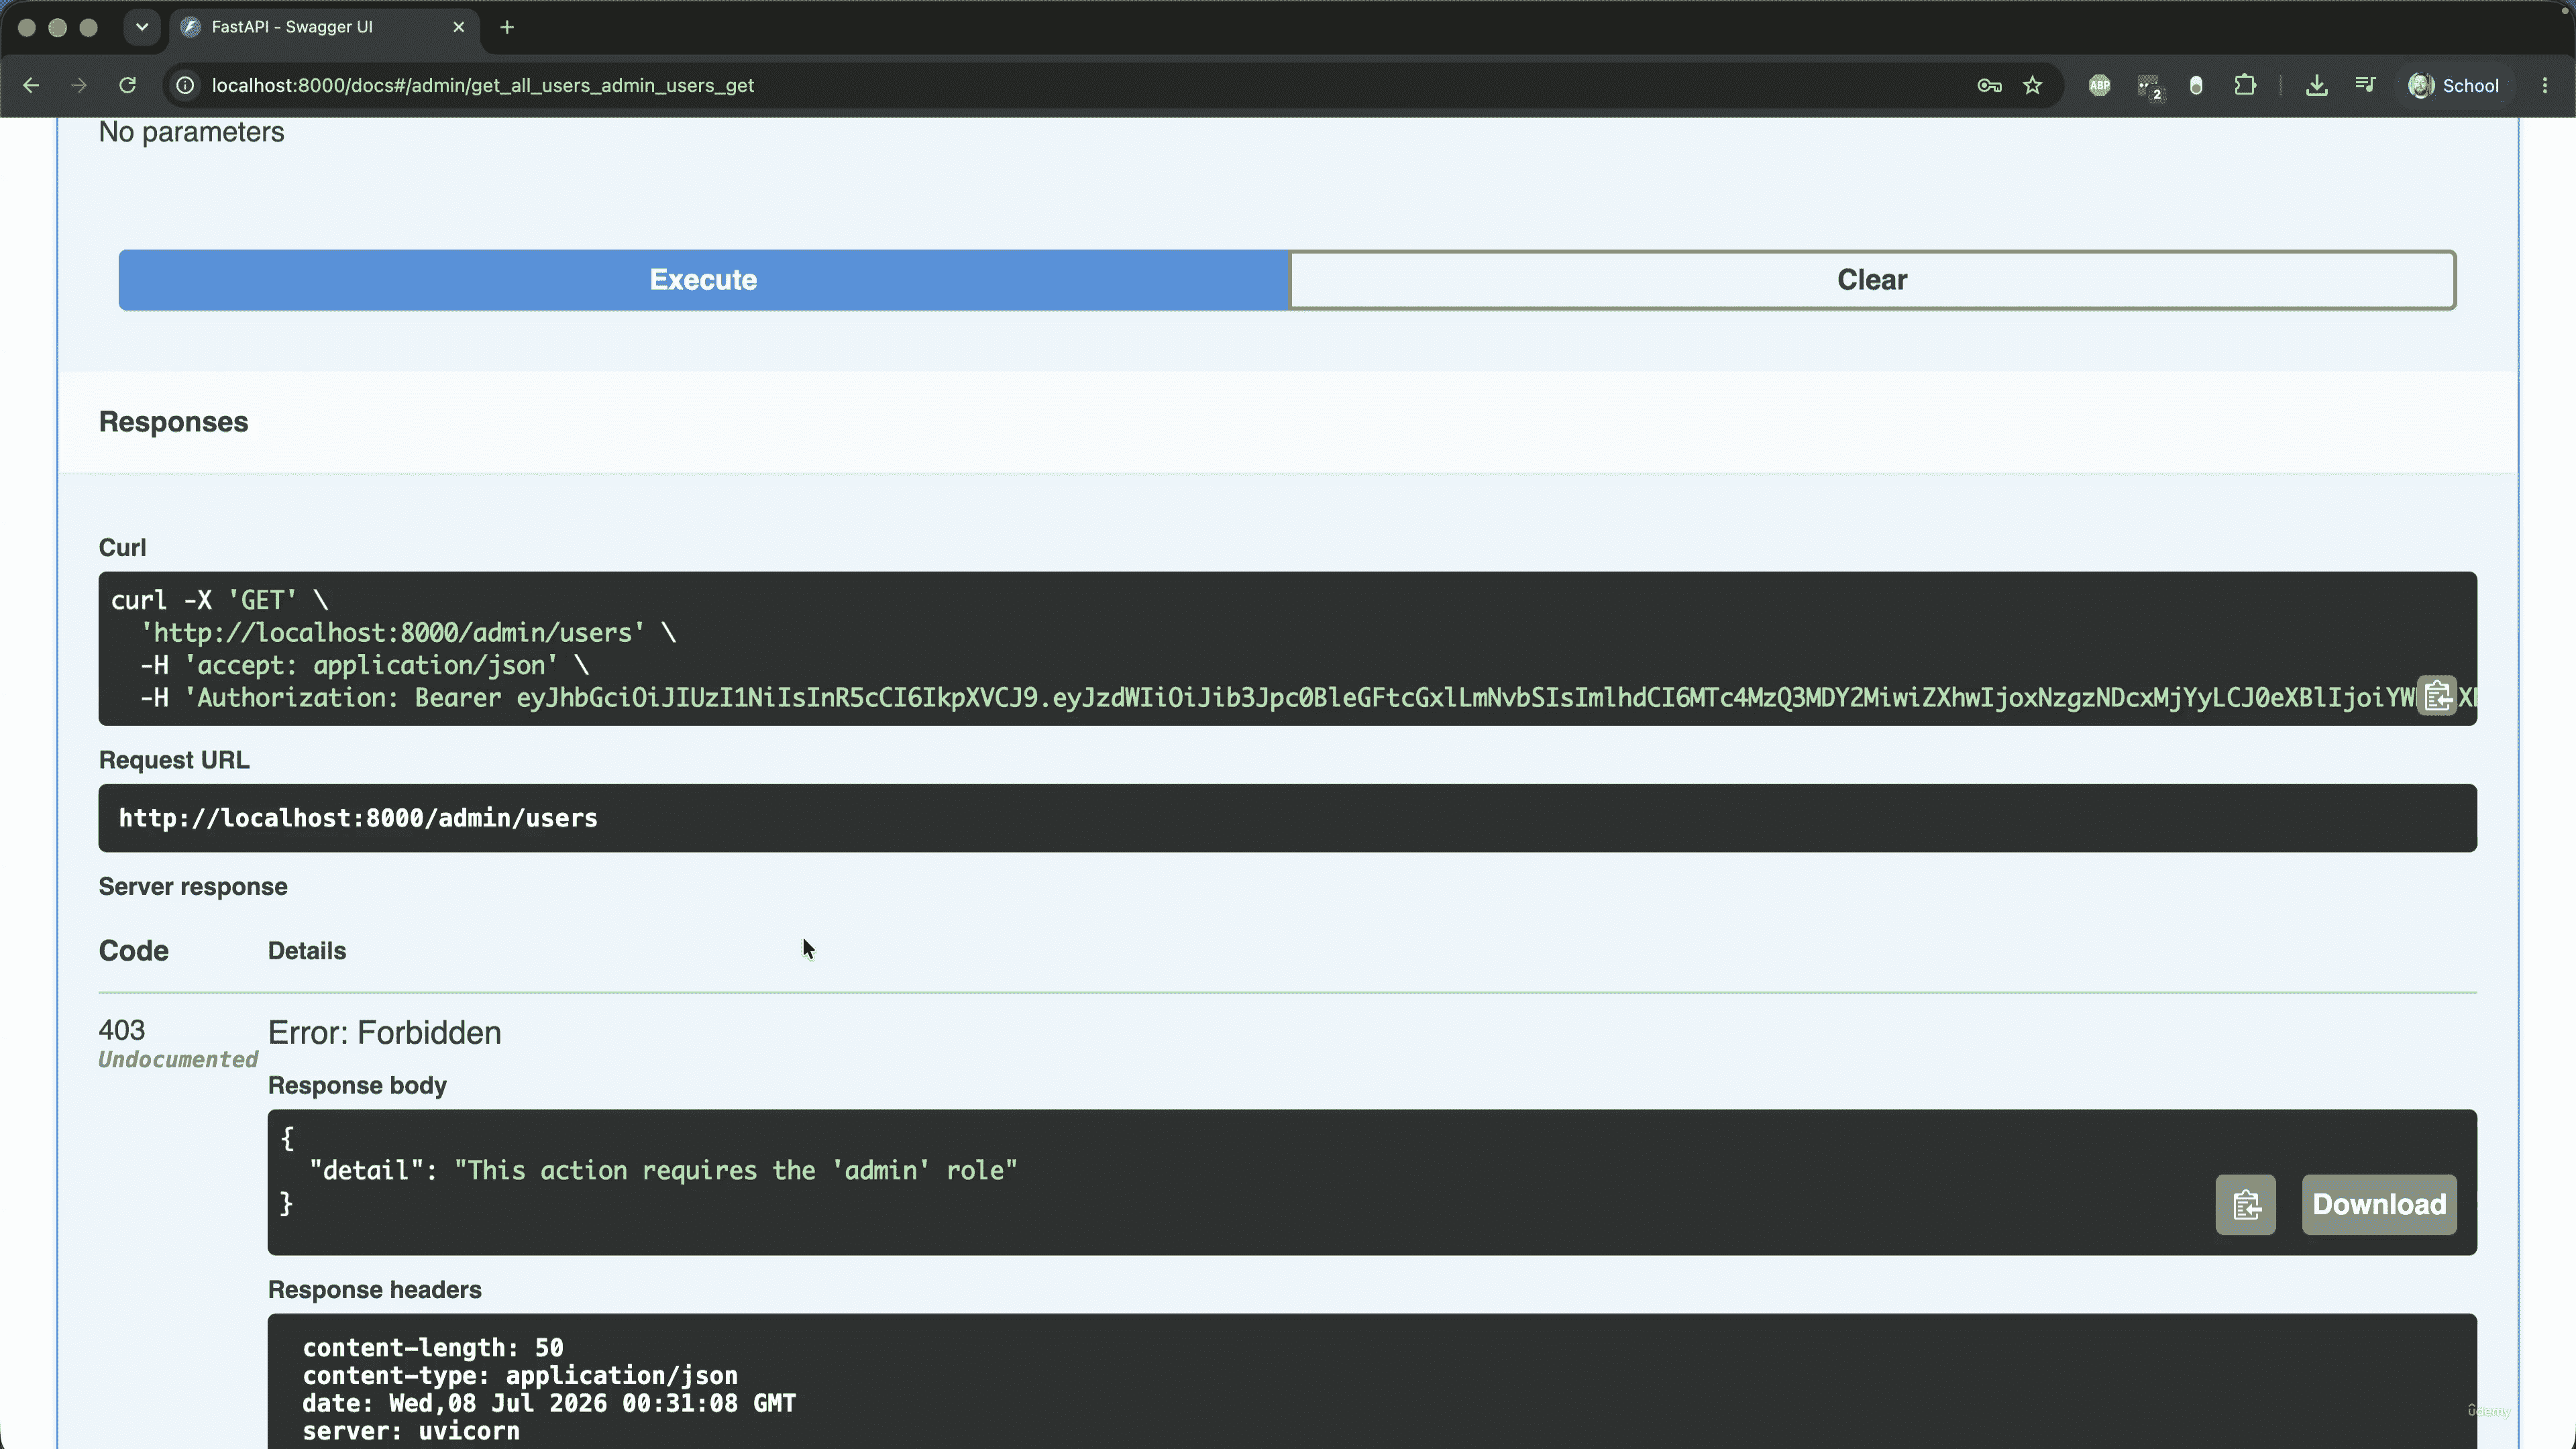 FastAPI - Swagger UI
localhost:8000/docs#/admin/get_all_users_admin_users_get
ABP
2
School
No parameters
Execute
Clear
Responses
Curl
curl -X 'GET' \
'http://localhost:8000/admin/users' \
-H 'accept: application/json' \
-H 'Authorization: Bearer eyJhbGciOiJIUzI1NiIsInR5cCI6IkpXVCJ9.eyJzdWIiOiJib3Jpc0BleGFtcGxlLmNvbSIsImlhdCI6MTc4MzQ3MDY2MiwiZXhwIjoxNzgzNDcxMjYyLCJ0eXBlIjoiYW
Request URL
http://localhost:8000/admin/users
Server response
Code
Details
403
Undocumented
Error: Forbidden
Response body
{
"detail": "This action requires the 'admin' role"
}
Download
Response headers
content-length: 50
content-type: application/json
date: Wed,08 Jul 2026 00:31:08 GMT
server: uvicorn
ûdemy